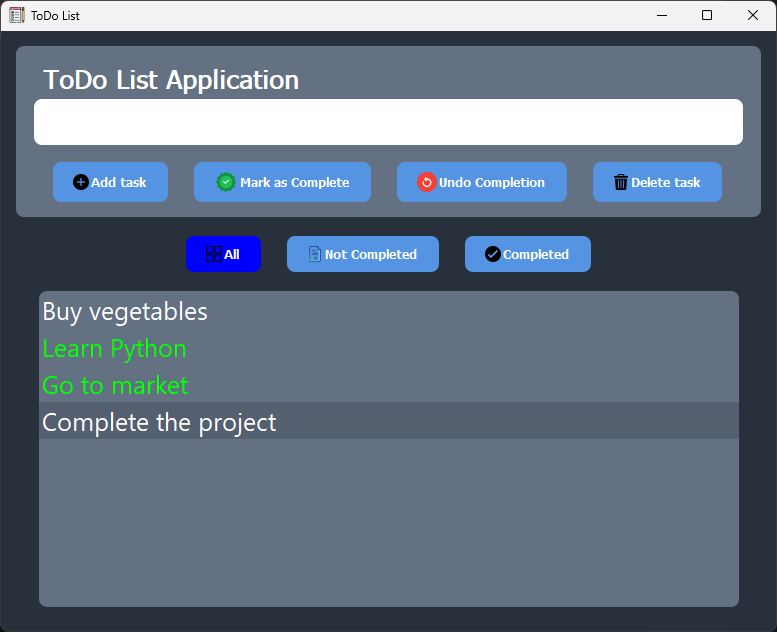 ToDo List
ToDo List Application
Add task Mark as Complete Undo Completion Delete task
All Not Completed Completed
Buy vegetables
Learn Python
Go to market
Complete the project